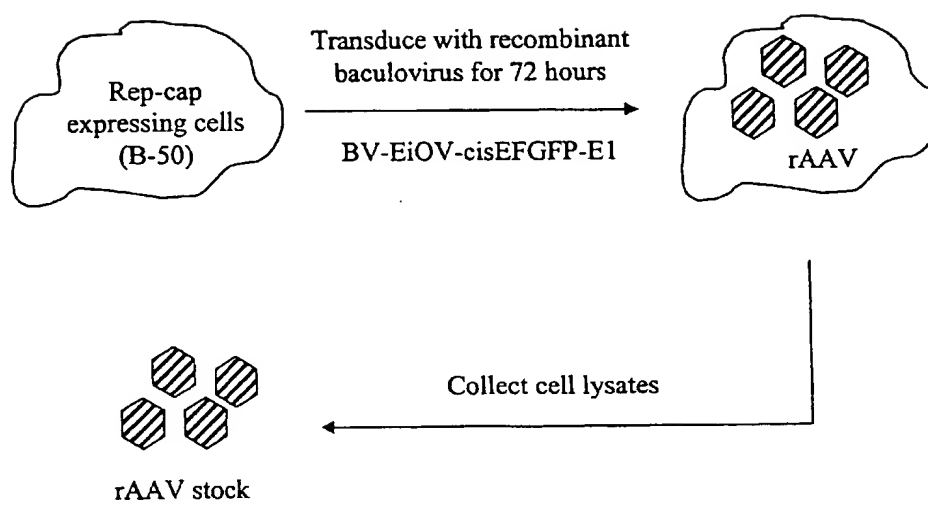 Rep-cap
expressing cells
(B-50)
Transduce with recombinant
baculovirus for 72 hours
BV-EiOV-cisEFGFP-E1
rAAV
Collect cell lysates
rAAV stock